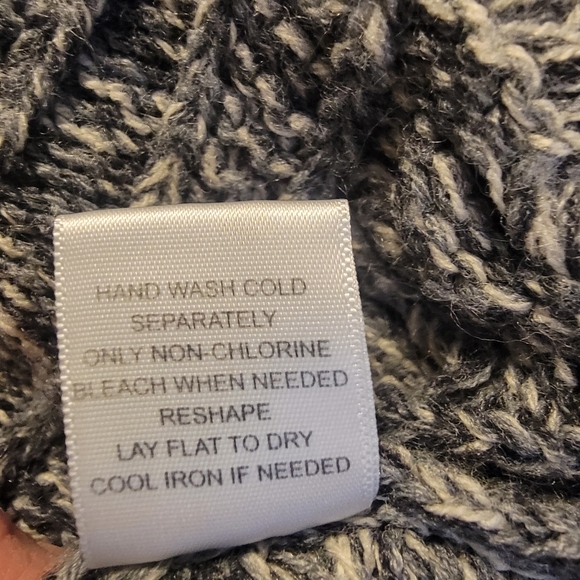 HAND WASH COLD
SEPARATELY
ONLY NON-CHLORINE
BLEACH WHEN NEEDED
RESHAPE
LAY FLAT TO DRY
COOL IRON IF NEEDED